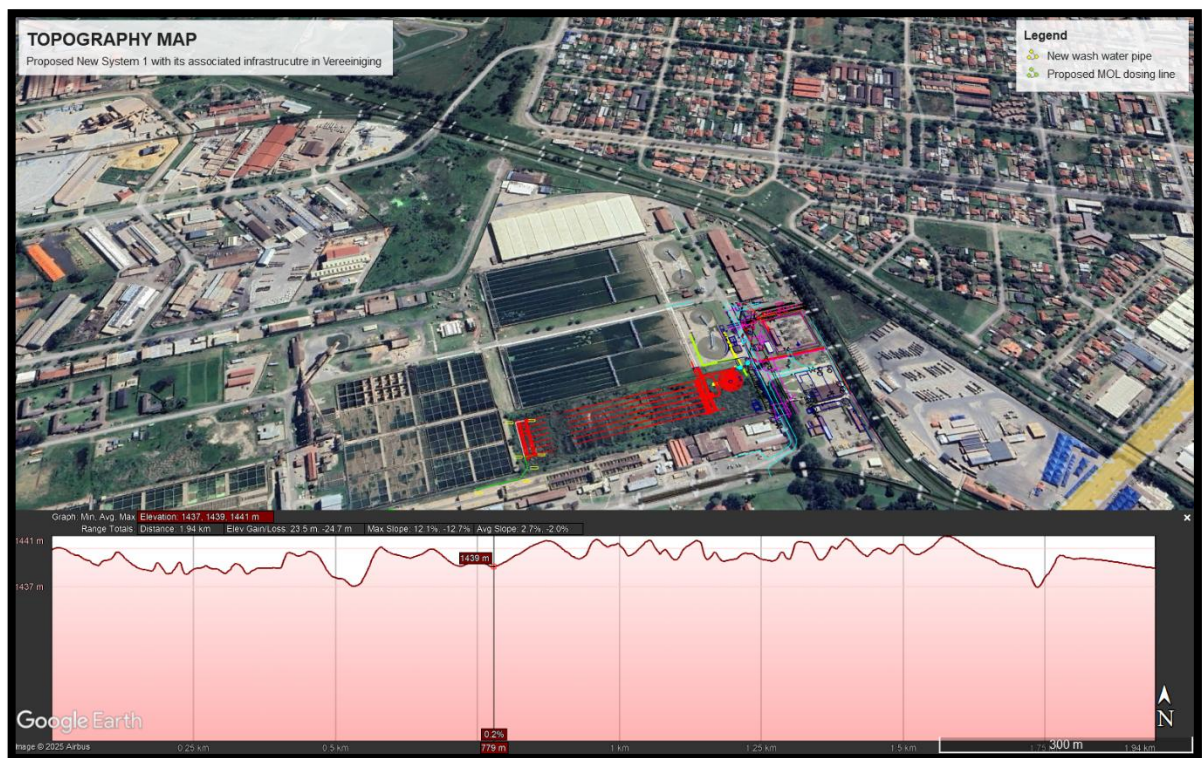 TOPOGRAPHY MAP
Proposed New System 1 with its associated infrastrucutre in Vereeiniging
Legend
New wash water pipe
Proposed MOL dosing line
Graph: Min, Avg, Max Elevation: 1437, 1439, 1441 m
Range Totals: Distance: 1.94 km Elev Gain/Loss: 23.5 m, -24.7 m Max Slope: 12.1%, -12.7% Avg Slope: 2.7%, -2.0%
1441 m
1439 m
1437 m
N
Google Earth
0.2%
Image © 2025 Airbus
0.25 km
0.5 km
779 m
1 km
1.25 km
1.5 km
1.75
300 m
1.94 km